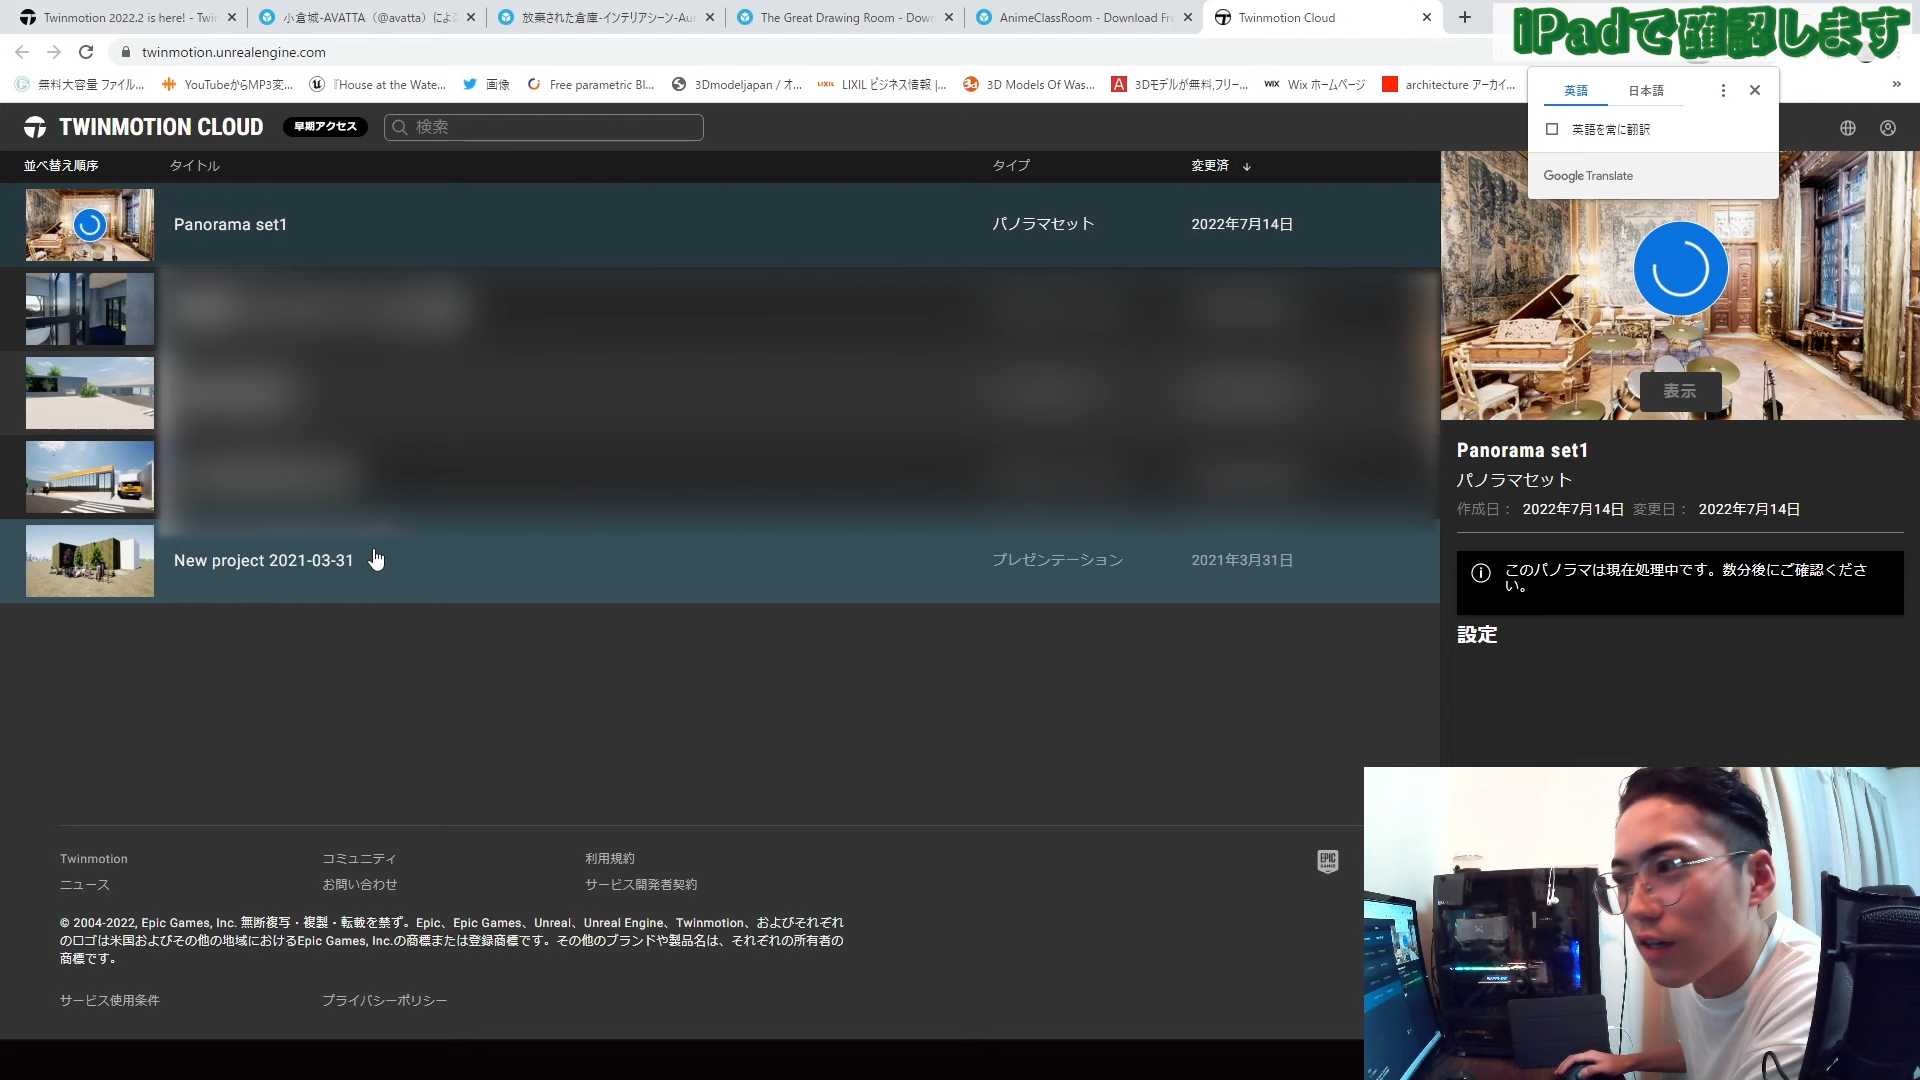 Twinmotion 2022.2 is here! - Twi
小倉城-AVATTA（@avatta）によ
放棄された倉庫-インテリアシーン-Au
The Great Drawing Room - Down
AnimeClassRoom - Download Fr
Twinmotion Cloud
iPadで確認します
twinmotion.unrealengine.com
無料大容量 ファイル...
YouTubeからMP3変...
『House at the Wate...
画像
Free parametric Bl...
3Dmodeljapan / オ...
LIXIL
LIXIL ビジネス情報 |...
3D Models Of Was...
3Dモデルが無料,フリー...
WIX
Wix ホームページ
architecture アーカイ...
»
英語
日本語
英語を常に翻訳
Google Translate
TWINMOTION CLOUD
早期アクセス
検索
並べ替え順序
タイトル
タイプ
変更済 ↓
Panorama set1
パノラマセット
2022年7月14日
New project 2021-03-31
プレゼンテーション
2021年3月31日
表示
Panorama set1
パノラマセット
作成日： 2022年7月14日 変更日： 2022年7月14日
このパノラマは現在処理中です。数分後にご確認くださ
い。
設定
Twinmotion
コミュニティ
利用規約
ニュース
お問い合わせ
サービス開発者契約
EPIC
GAMES
© 2004-2022, Epic Games, Inc. 無断複写・複製・転載を禁ず。Epic、Epic Games、Unreal、Unreal Engine、Twinmotion、およびそれぞれ
のロゴは米国およびその他の地域におけるEpic Games, Inc.の商標または登録商標です。その他のブランドや製品名は、それぞれの所有者の
商標です。
サービス使用条件
プライバシーポリシー